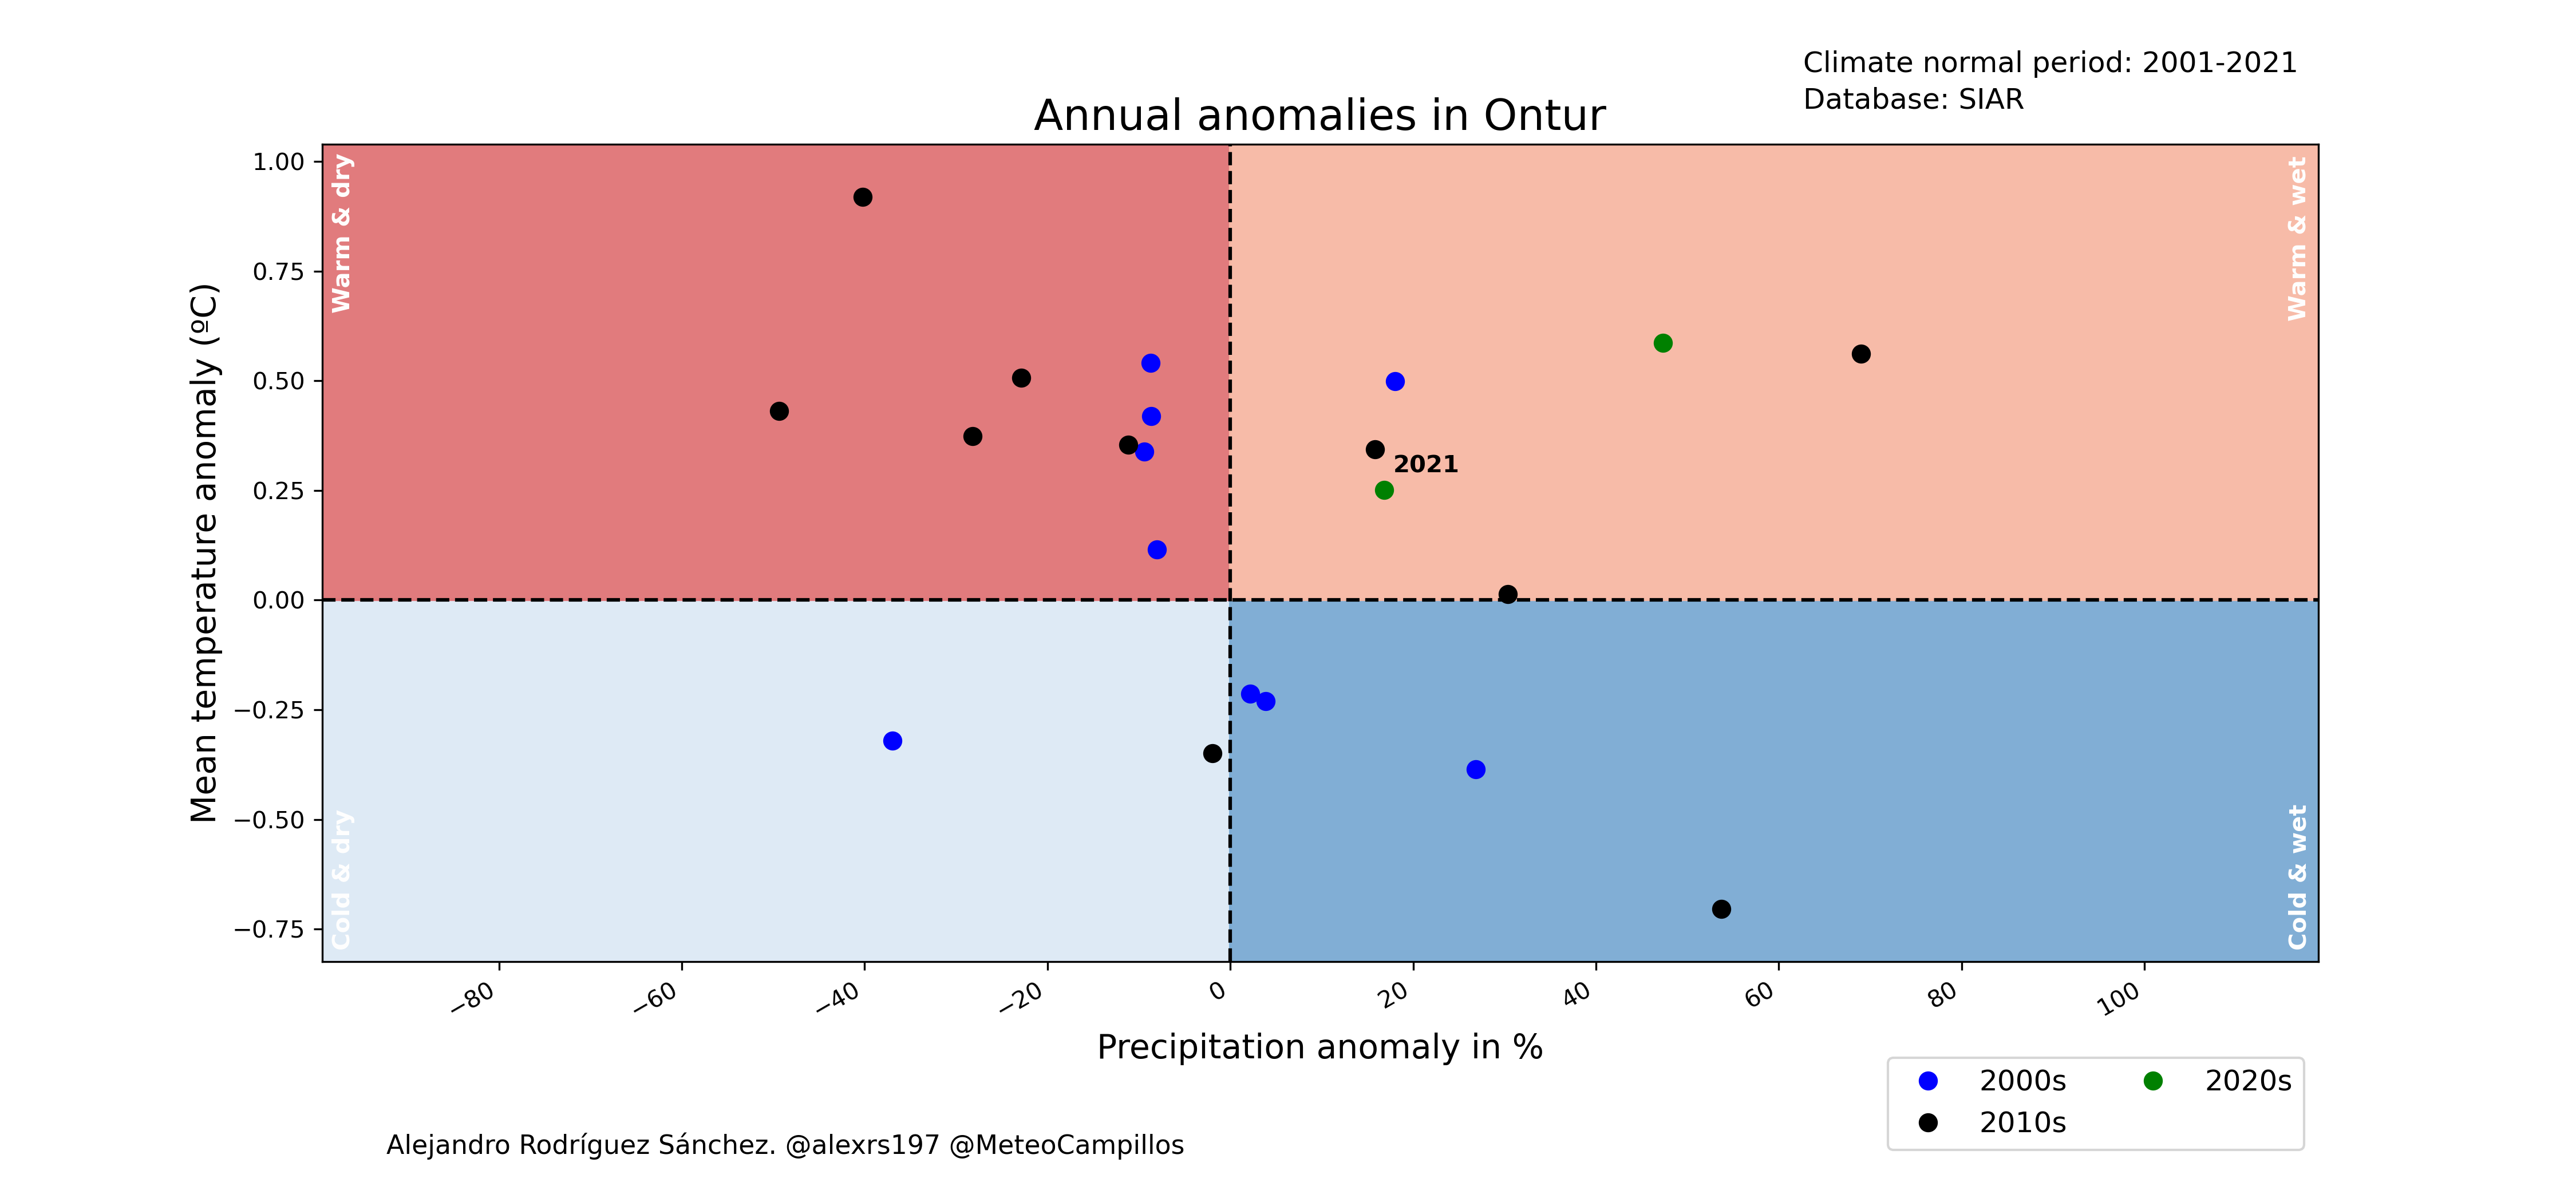 Climate normal period: 2001-2021
Database: SIAR
Annual anomalies in Ontur
Mean temperature anomaly (ºC)
1.00
0.75
0.50
0.25
0.00
−0.25
−0.50
−0.75
Warm & dry
Warm & wet
2021
Cold & dry
Cold & wet
−80
−60
−40
−20
0
20
40
60
80
100
Precipitation anomaly in %
2000s
2010s
2020s
Alejandro Rodríguez Sánchez. @alexrs197 @MeteoCampillos